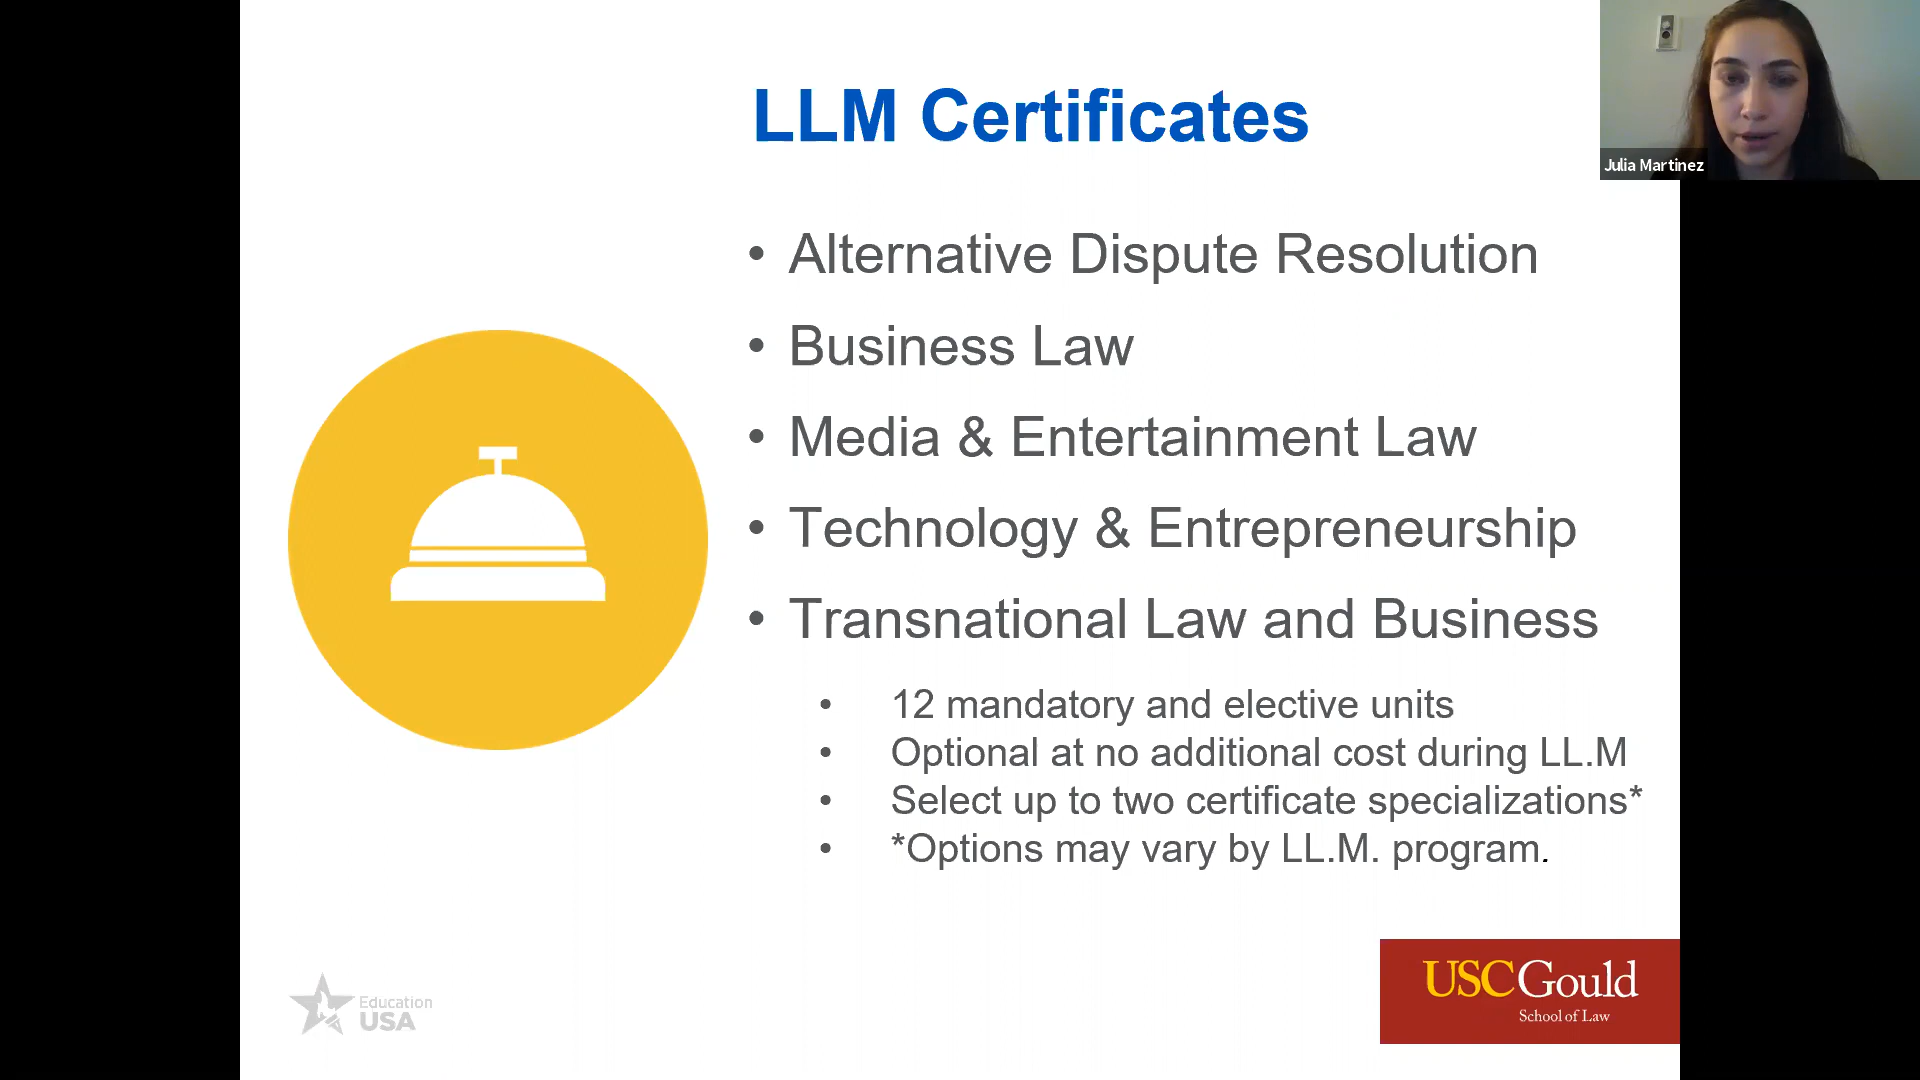 LLM Certificates
Julia Martinez
• Alternative Dispute Resolution
• Business Law
• Media & Entertainment Law
• Technology & Entrepreneurship
• Transnational Law and Business
• 12 mandatory and elective units
• Optional at no additional cost during LL.M
• Select up to two certificate specializations*
• *Options may vary by LL.M. program.
Education
USA
USC Gould
School of Law